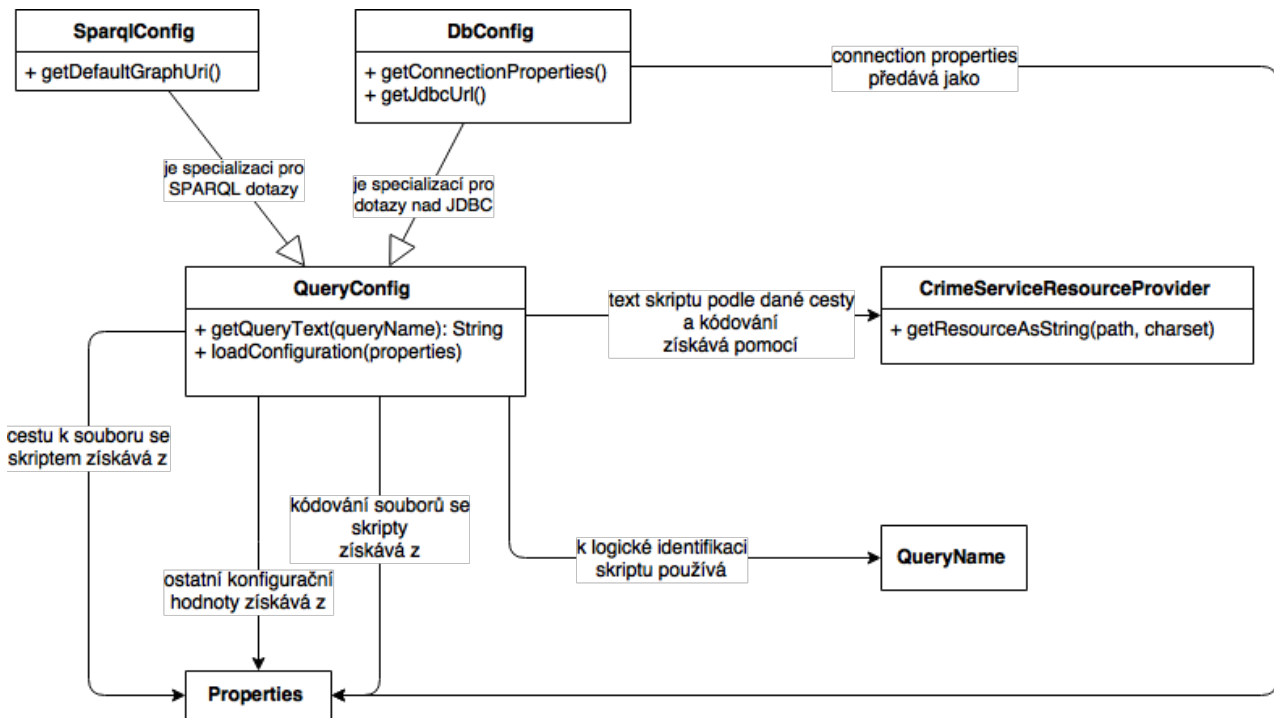 SparqlConfig
+ getDefaultGraphUri()
DbConfig
+ getConnectionProperties()
+ getJdbcUrl()
connection properties
předává jako
je specializaci pro
SPARQL dotazy
je specializací pro
dotazy nad JDBC
QueryConfig
+ getQueryText(queryName): String
+ loadConfiguration(properties)
text skriptu podle dané cesty
a kódování
získává pomocí
CrimeServiceResourceProvider
+ getResourceAsString(path, charset)
cestu k souboru se
skriptem získává z
kódování souborů se
skripty
získává z
k logické identifikaci
skriptu používá
QueryName
ostatní konfigurační
hodnoty získává z
Properties